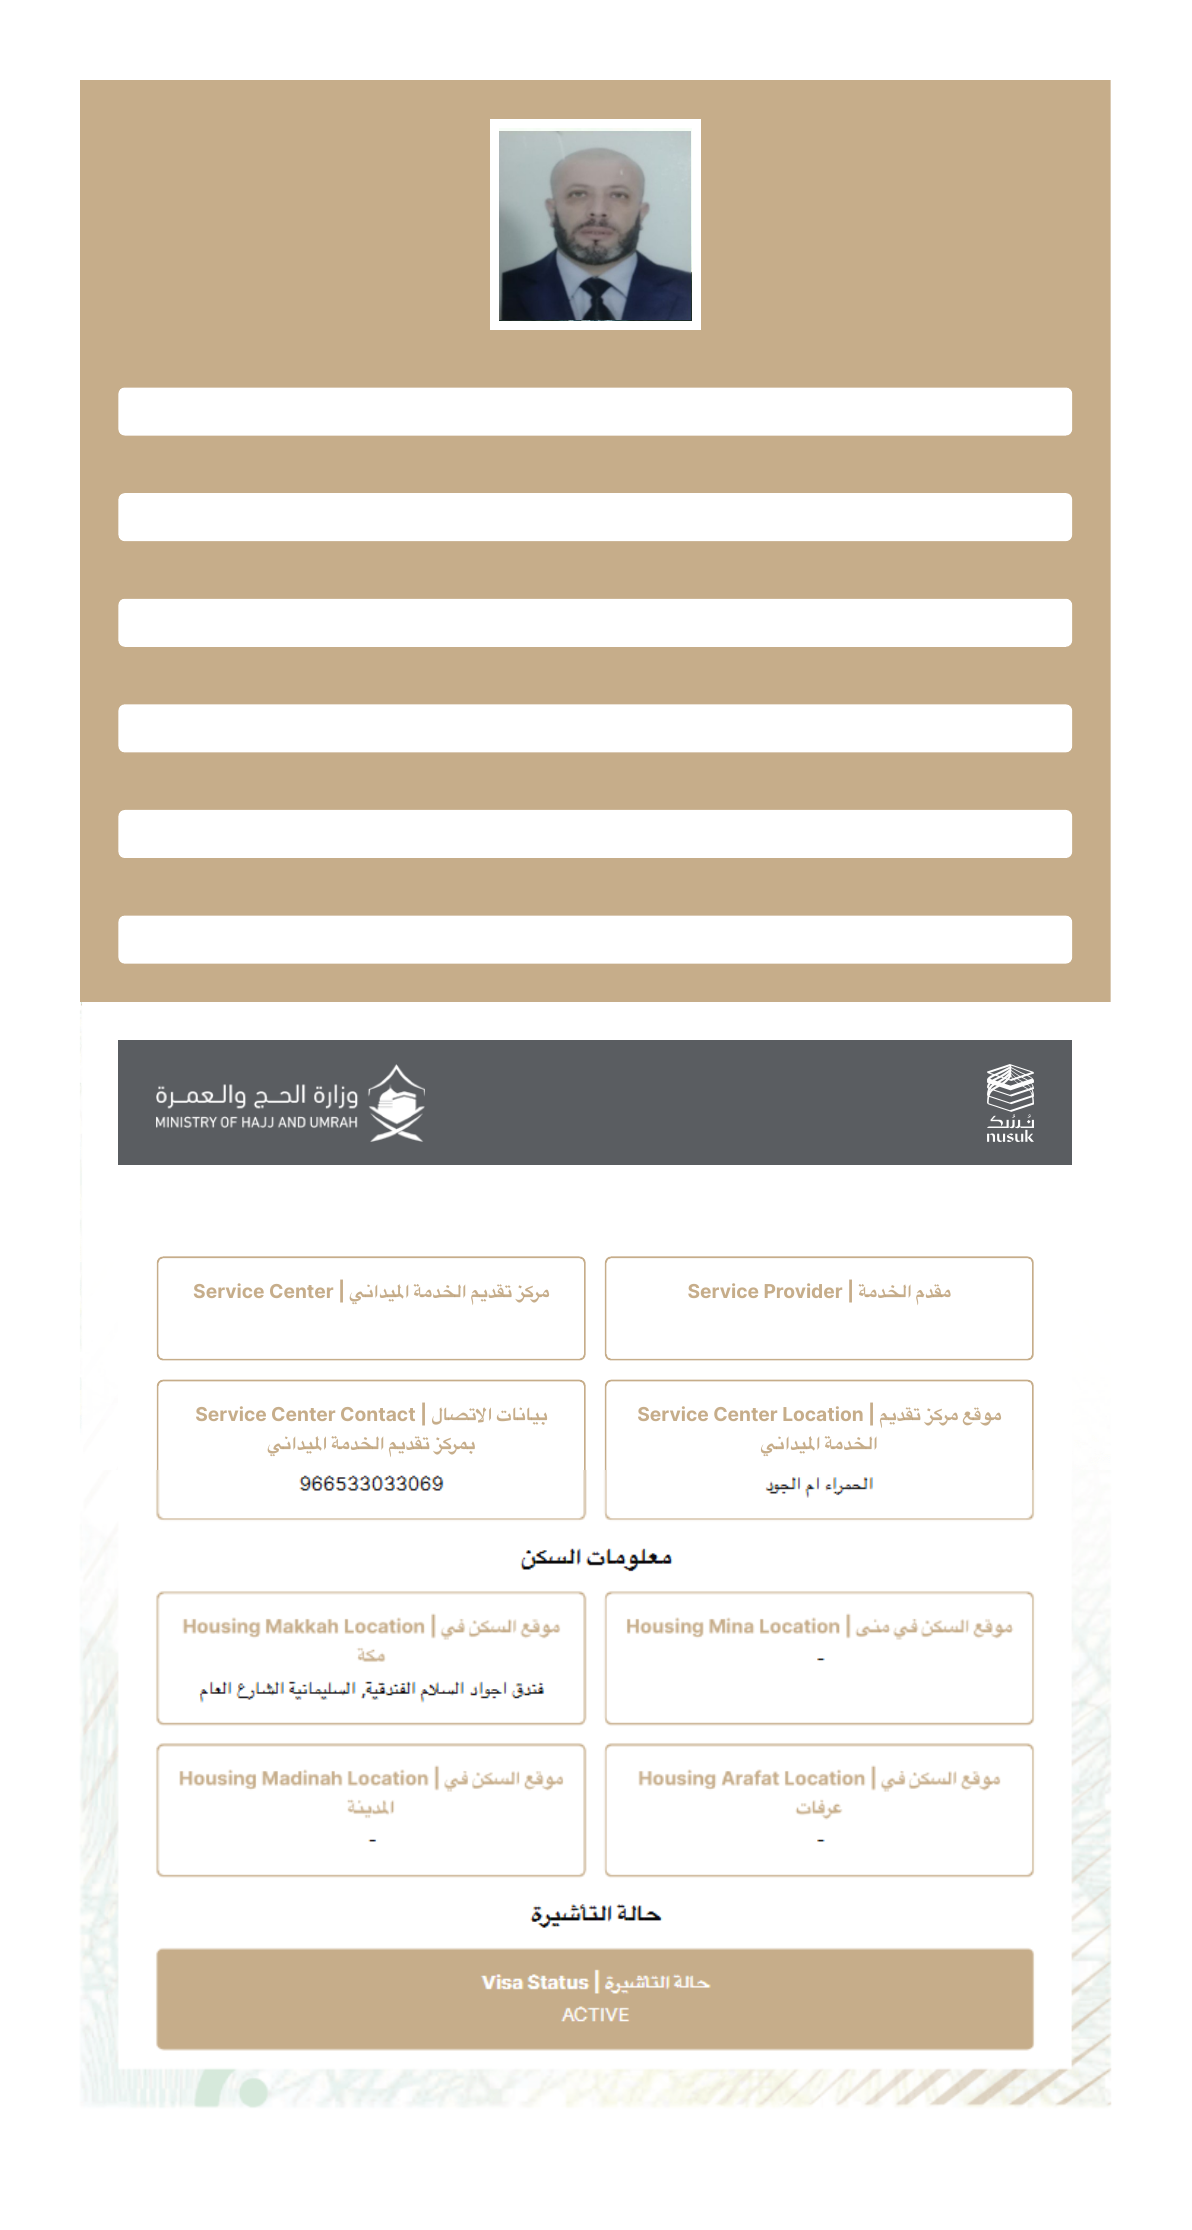 وزارة الحــج والـعمــرة
MINISTRY OF HAJJ AND UMRAH
نُسُك
nusuk
مقدم الخدمة | Service Provider
مركز تقديم الخدمة الميداني | Service Center
موقع مركز تقديم | Service Center Location
الخدمة الميداني
الحمراء ام الجود
بيانات الاتصال | Service Center Contact
بمركز تقديم الخدمة الميداني
966533033069
معلومات السكن
موقع السكن في منى | Housing Mina Location
-
موقع السكن في | Housing Makkah Location
مكة
فندق اجواد السلام الفندقية, السليمانية الشارع العام
موقع السكن في | Housing Arafat Location
عرفات
-
موقع السكن في | Housing Madinah Location
المدينة
-
حالة التأشيرة
حالة التأشيرة | Visa Status
ACTIVE